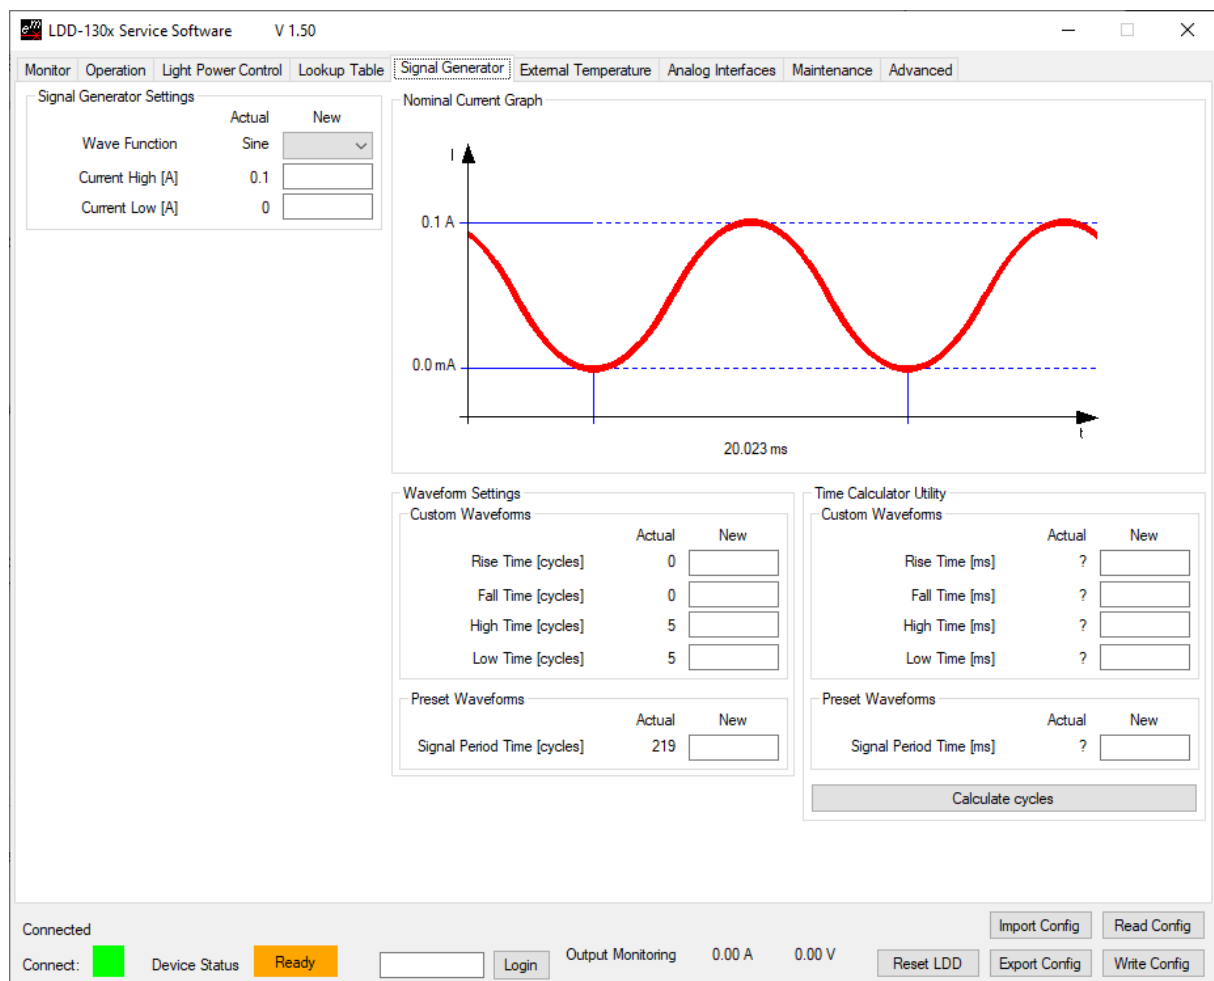 em LDD-130x Service Software V 1.50
Monitor Operation Light Power Control Lookup Table Signal Generator External Temperature Analog Interfaces Maintenance Advanced
Signal Generator Settings
Actual New
Wave Function Sine
Current High [A] 0.1
Current Low [A] 0
Nominal Current Graph
I
0.1 A
0.0 mA
t
20.023 ms
Waveform Settings
Custom Waveforms
Actual New
Rise Time [cycles] 0
Fall Time [cycles] 0
High Time [cycles] 5
Low Time [cycles] 5
Preset Waveforms
Actual New
Signal Period Time [cycles] 219
Time Calculator Utility
Custom Waveforms
Actual New
Rise Time [ms] ?
Fall Time [ms] ?
High Time [ms] ?
Low Time [ms] ?
Preset Waveforms
Actual New
Signal Period Time [ms] ?
Calculate cycles
Connected
Connect: Device Status Ready Login Output Monitoring 0.00 A 0.00 V
Import Config Read Config
Reset LDD Export Config Write Config